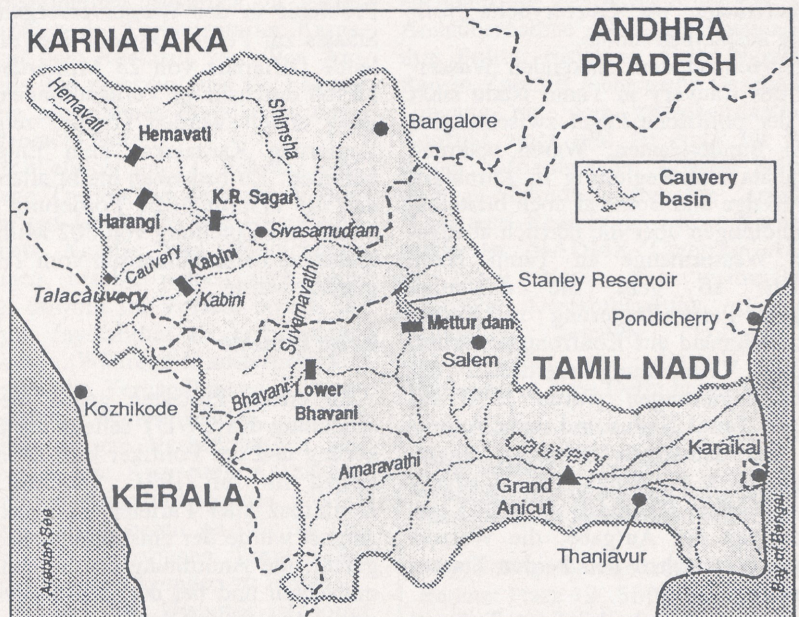 KARNATAKA
ANDHRA
PRADESH
Hemavati
Hemavati
Shimsha
Bangalore
Cauvery
basin
Harangi
K.R. Sagar
Sivasamudram
Cauvery
Kabini
Kabini
Talacauvery
Suvarnavathi
Stanley Reservoir
Mettur dam
Pondicherry
Salem
TAMIL NADU
Kozhikode
Bhavani
Lower
Bhavani
Cauvery
Karaikal
Amaravathi
KERALA
Grand
Anicut
Thanjavur
Arabian See
Bay of Bengal